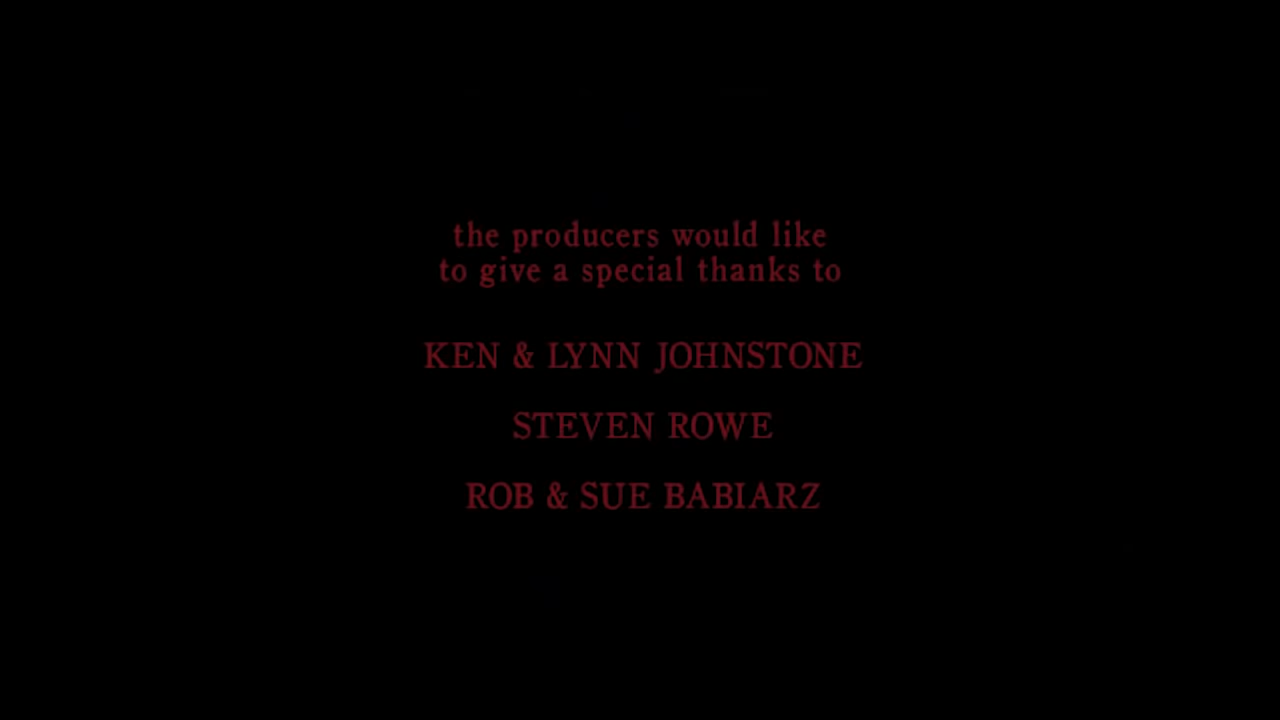 the producers would like
to give a special thanks to
KEN & LYNN JOHNSTONE
STEVEN ROWE
ROB & SUE BABIARZ